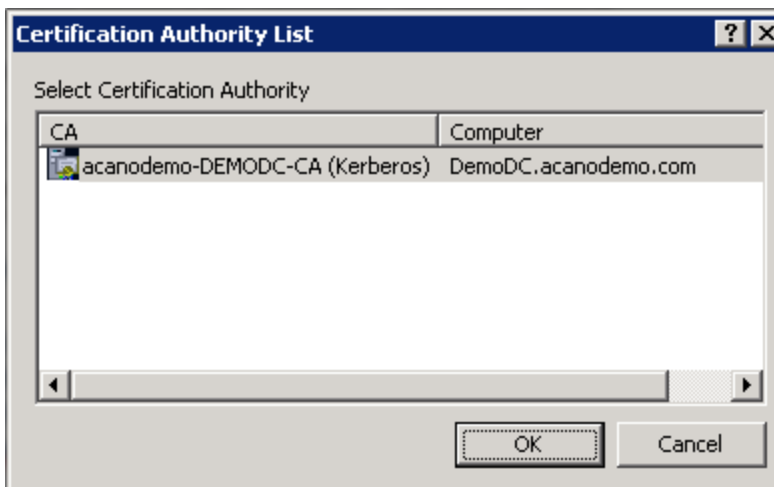 Certification Authority List
Select Certification Authority
CA Computer
acanodemo-DEMODC-CA (Kerberos) DemoDC.acanodemo.com
OK Cancel